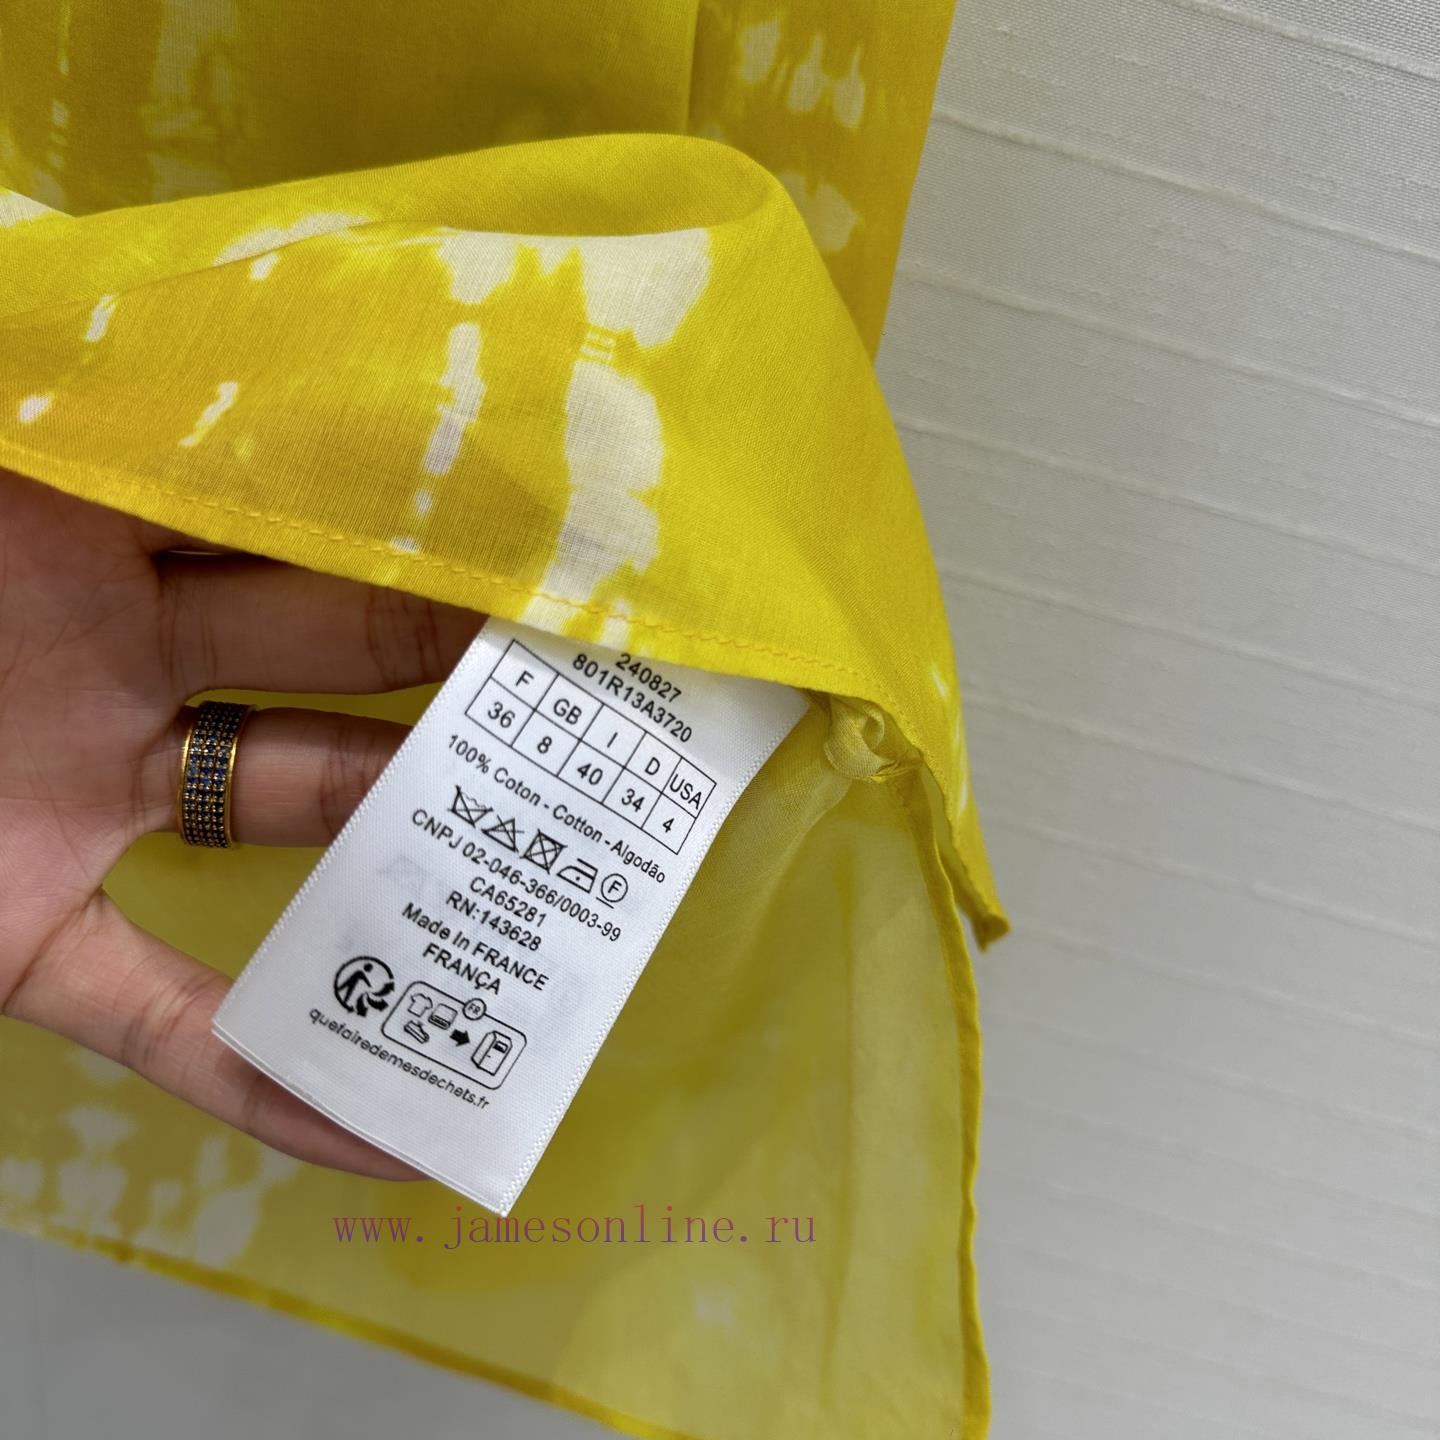 240827
801R13A3720
F GB I D USA
36 8 40 34 4
100% Coton - Cotton - Algodão
CNPJ 02-046-366/0003-99
CA65281
RN:143628
Made In FRANCE
FRANÇA
FR
quefairedemesdechets.fr
F
www.jamesonline.ru